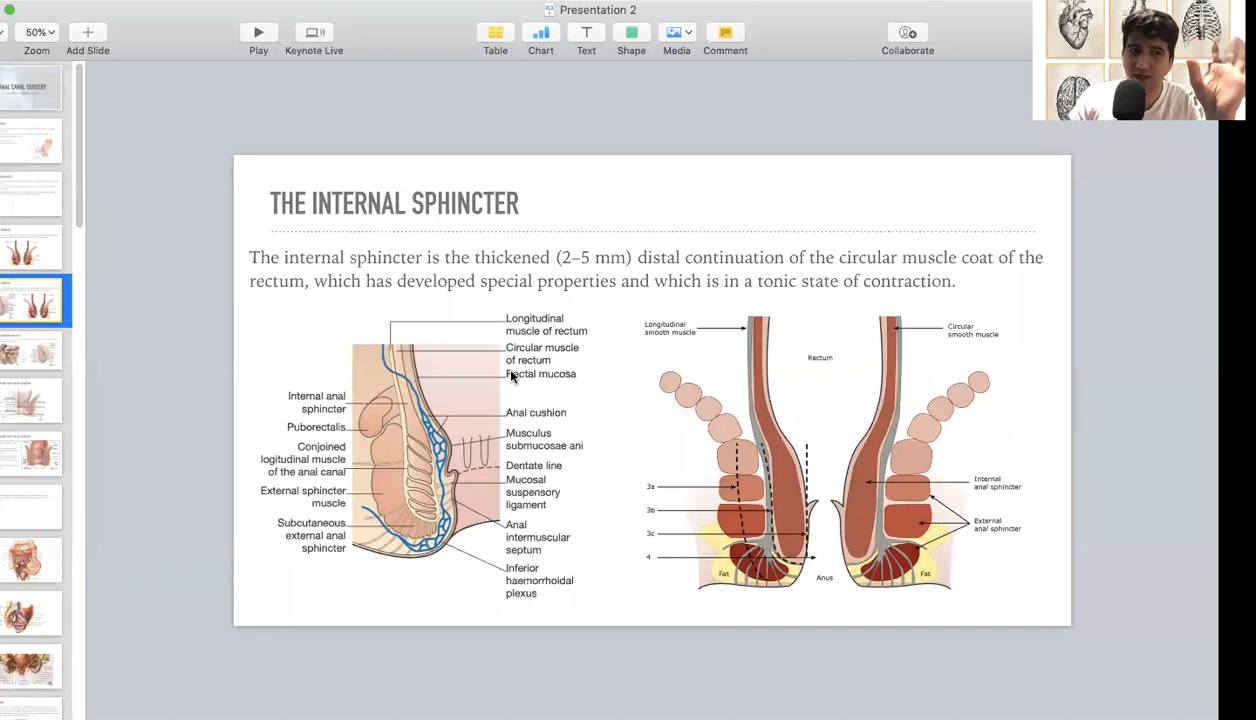 Presentation 2
50%
Zoom
Add Slide
Play
Keynote Live
Table
Chart
Text
Shape
Media
Comment
Collaborate
ANAL CANAL SURGERY
THE INTERNAL SPHINCTER
The internal sphincter is the thickened (2–5 mm) distal continuation of the circular muscle coat of the
rectum, which has developed special properties and which is in a tonic state of contraction.
Longitudinal
muscle of rectum
Circular muscle
of rectum
Rectal mucosa
Internal anal
sphincter
Puborectalis
Conjoined
logitudinal muscle
of the anal canal
External sphincter
muscle
Subcutaneous
external anal
sphincter
Anal cushion
Musculus
submucosae ani
Dentate line
Mucosal
suspensory
ligament
Anal
intermuscular
septum
Inferior
haemorrhoidal
plexus
Longitudinal
smooth muscle
Circular
smooth muscle
Rectum
3a
3b
3c
4
Internal
anal sphincter
External
anal sphincter
Fat
Anus
Fat